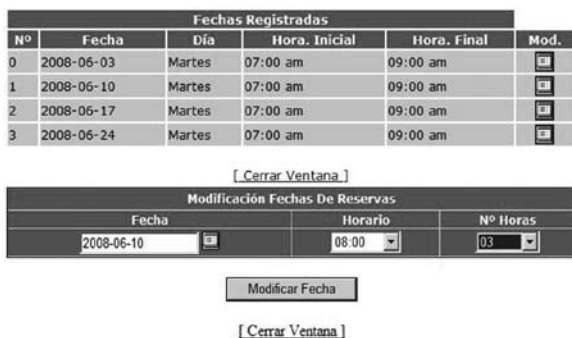 Fechas Registradas
Nº Fecha Día Hora. Inicial Hora. Final Mod.
0 2008-06-03 Martes 07:00 am 09:00 am
1 2008-06-10 Martes 07:00 am 09:00 am
2 2008-06-17 Martes 07:00 am 09:00 am
3 2008-06-24 Martes 07:00 am 09:00 am
[ Cerrar Ventana ]
Modificación Fechas De Reservas
Fecha Horario Nº Horas
2008-06-10 08:00 03
Modificar Fecha
[ Cerrar Ventana ]